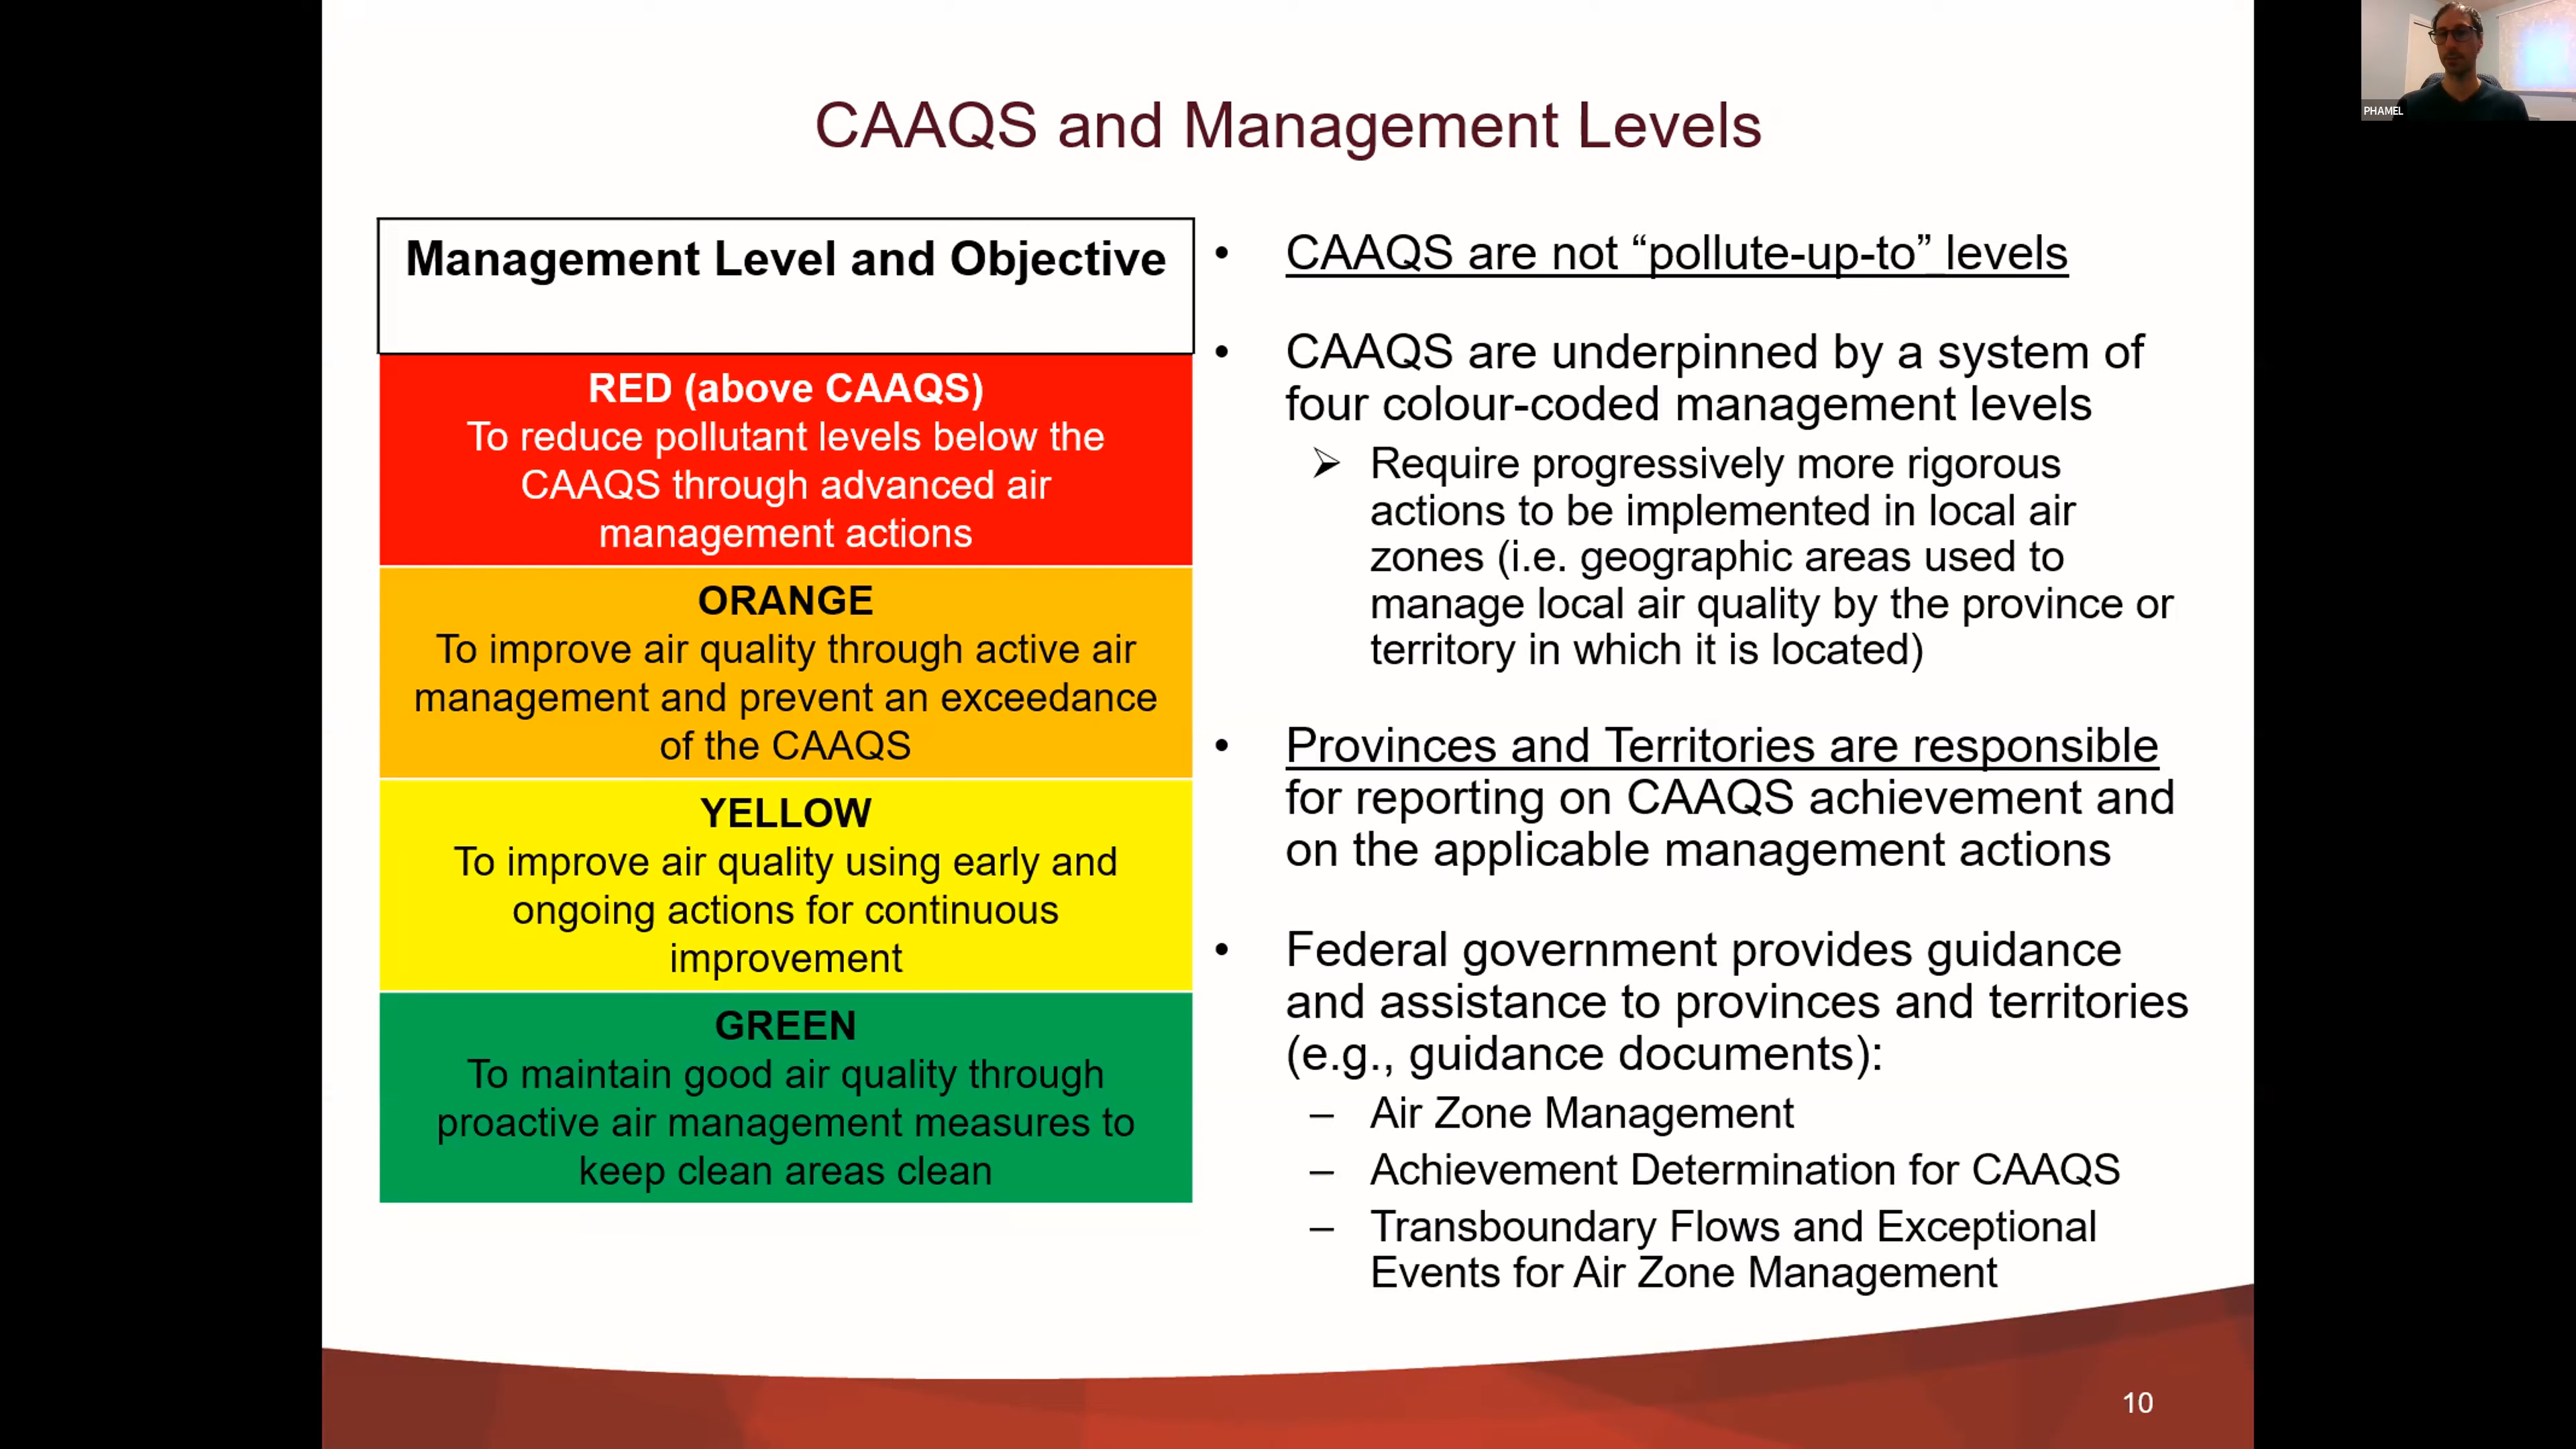 CAAQS and Management Levels
Management Level and Objective
RED (above CAAQS)
To reduce pollutant levels below the
CAAQS through advanced air
management actions
ORANGE
To improve air quality through active air
management and prevent an exceedance
of the CAAQS
YELLOW
To improve air quality using early and
ongoing actions for continuous
improvement
GREEN
To maintain good air quality through
proactive air management measures to
keep clean areas clean
• CAAQS are not “pollute-up-to” levels
• CAAQS are underpinned by a system of
four colour-coded management levels
➢ Require progressively more rigorous
actions to be implemented in local air
zones (i.e. geographic areas used to
manage local air quality by the province or
territory in which it is located)
• Provinces and Territories are responsible
for reporting on CAAQS achievement and
on the applicable management actions
• Federal government provides guidance
and assistance to provinces and territories
(e.g., guidance documents):
– Air Zone Management
– Achievement Determination for CAAQS
– Transboundary Flows and Exceptional
Events for Air Zone Management
10
PHAMEL